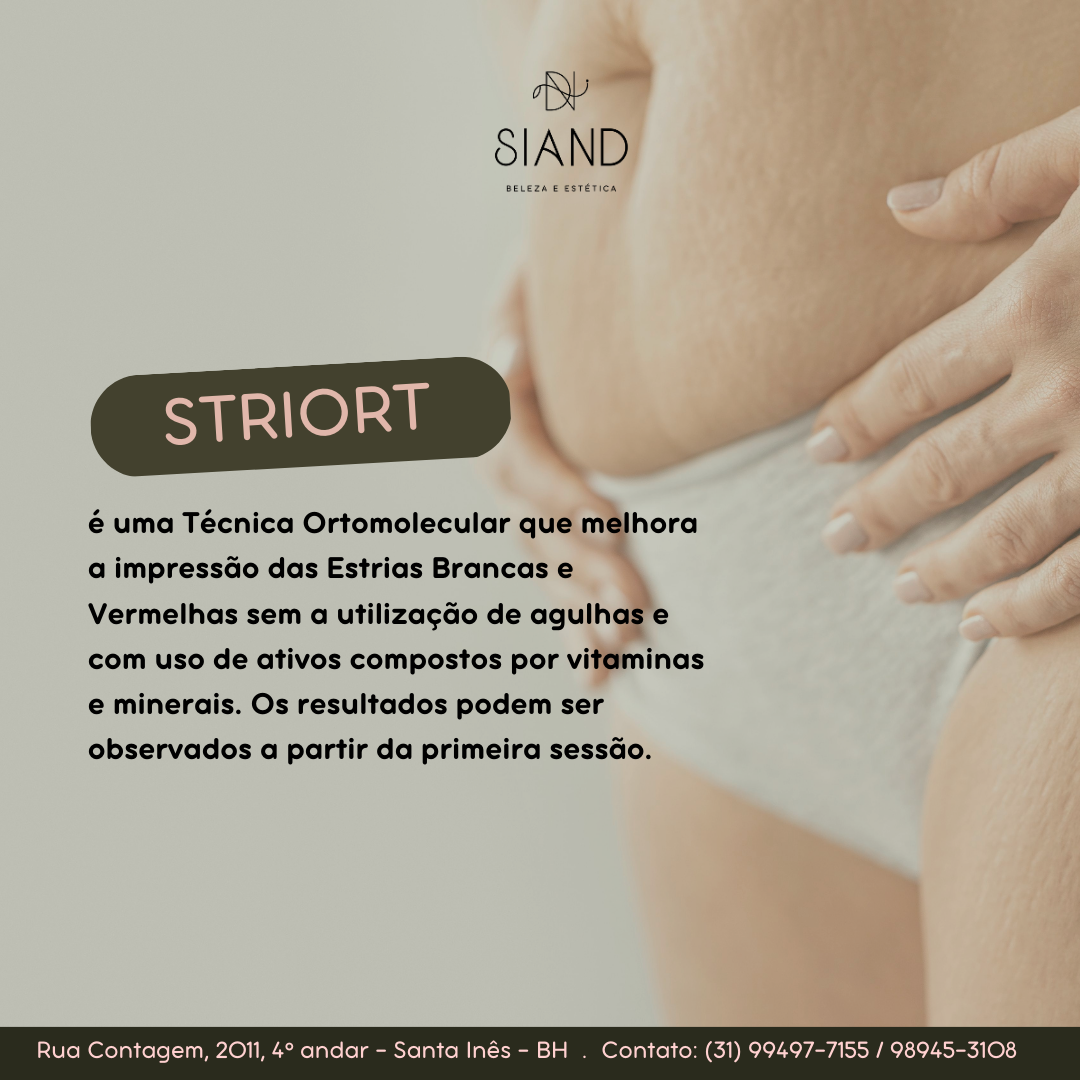 SIAND
BELEZA E ESTÉTICA
STRIORT
é uma Técnica Ortomolecular que melhora
a impressão das Estrias Brancas e
Vermelhas sem a utilização de agulhas e
com uso de ativos compostos por vitaminas
e minerais. Os resultados podem ser
observados a partir da primeira sessão.
Rua Contagem, 2011, 4º andar - Santa Inês - BH . Contato: (31) 99497-7155 / 98945-3108